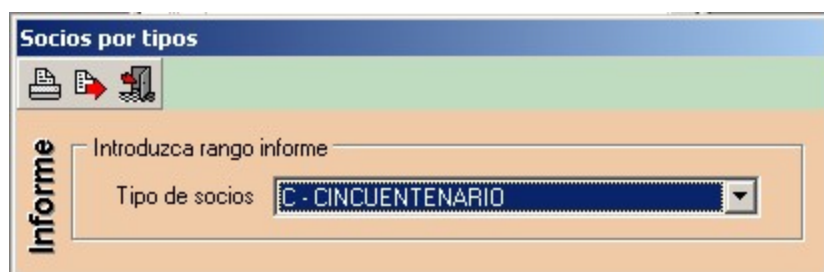 Socios por tipos
Informe
Introduzca rango informe
Tipo de socios C - CINCUENTENARIO